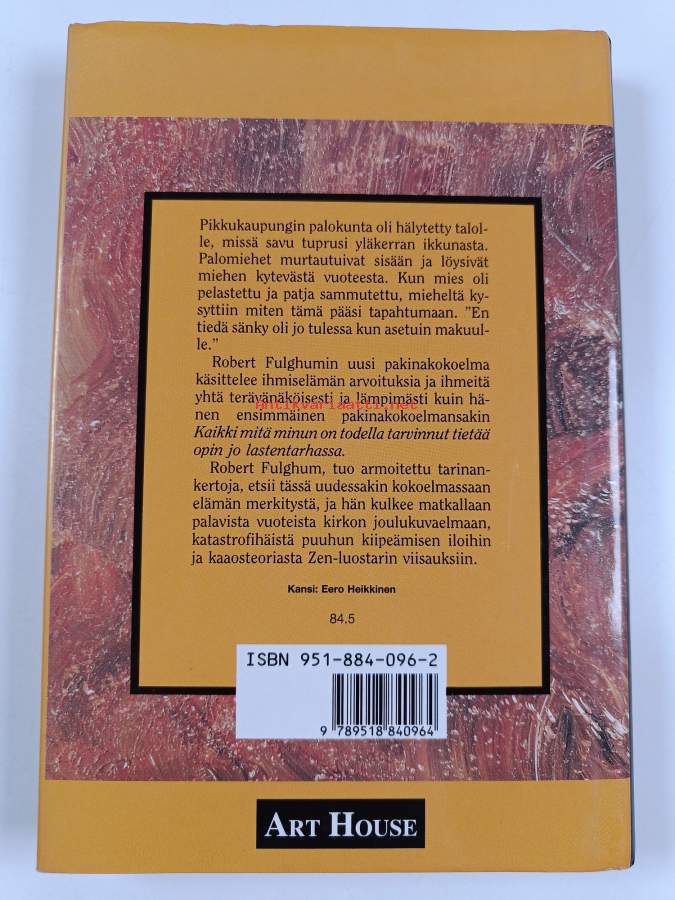 Pikkukaupungin palokunta oli hälytetty talol-
le, missä savu tuprusi yläkerran ikkunasta.
Palomiehet murtautuivat sisään ja löysivät
miehen kytevästä vuoteesta. Kun mies oli
pelastettu ja patja sammutettu, mieheltä ky-
syttiin miten tämä pääsi tapahtumaan. ”En
tiedä sänky oli jo tulessa kun asetuin makuul-
le.”
Robert Fulghumin uusi pakinakokoelma
käsittelee ihmiselämän arvoituksia ja ihmeitä
yhtä terävänäköisesti ja lämpimästi kuin hä-
Antikvariaatti.net
nen ensimmäinen pakinakokoelmansakin
Kaikki mitä minun on todella tarvinnut tietää
opin jo lastentarhassa.
Robert Fulghum, tuo armoitettu tarinan-
kertoja, etsii tässä uudessakin kokoelmassaan
elämän merkitystä, ja hän kulkee matkallaan
palavista vuoteista kirkon joulukuvaelmaan,
katastrofihäistä puuhun kiipeämisen iloihin
ja kaaosteoriasta Zen-luostarin viisauksiin.
Kansi: Eero Heikkinen
84.5
ISBN 951-884-096-2
9 789518 840964
ART HOUSE